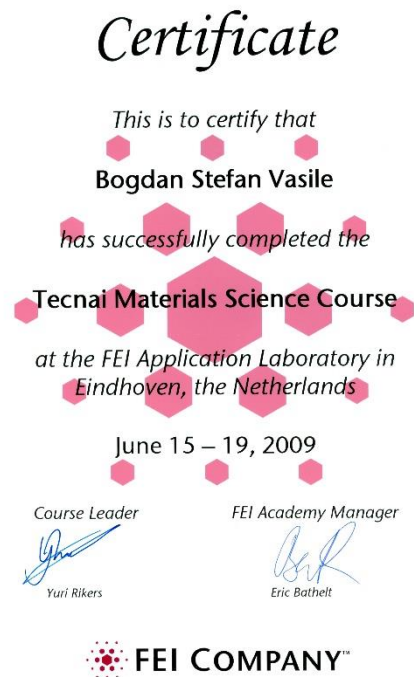 Certificate
This is to certify that
Bogdan Stefan Vasile
has successfully completed the
Tecnai Materials Science Course
at the FEI Application Laboratory in
Eindhoven, the Netherlands
June 15 – 19, 2009
Course Leader
FEI Academy Manager
Yuri Rikers
Eric Bathelt
FEI COMPANY™